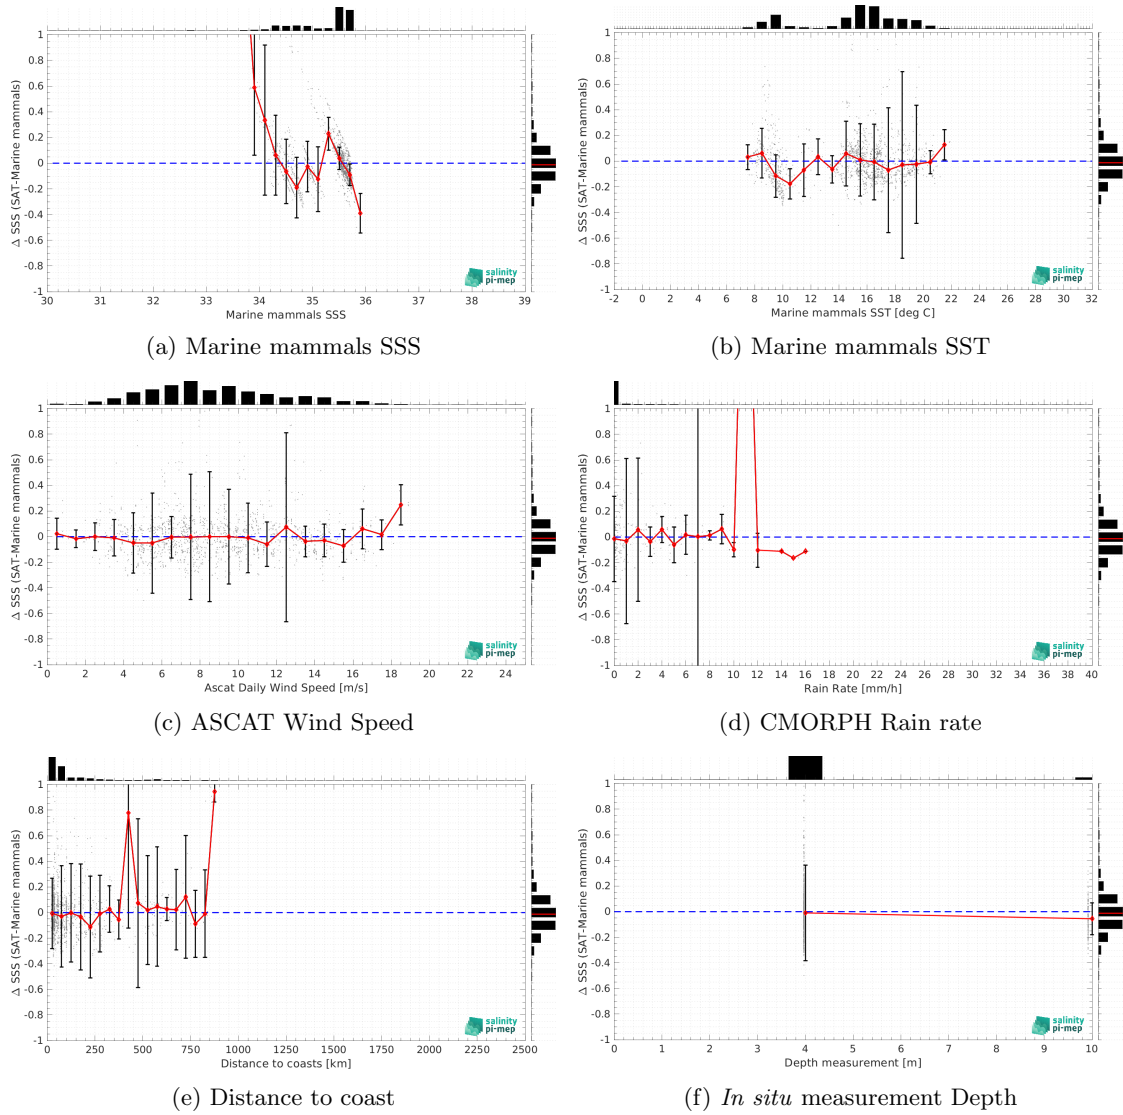 Δ SSS (SAT-Marine mammals)
1
0.8
0.6
0.4
0.2
0
-0.2
-0.4
-0.6
-0.8
-1
salinity
pi-mep
30 31 32 33 34 35 36 37 38 39
Marine mammals SSS
(a) Marine mammals SSS
Δ SSS (SAT-Marine mammals)
1
0.8
0.6
0.4
0.2
0
-0.2
-0.4
-0.6
-0.8
-1
salinity
pi-mep
-2 0 2 4 6 8 10 12 14 16 18 20 22 24 26 28 30 32
Marine mammals SST [deg C]
(b) Marine mammals SST
Δ SSS (SAT-Marine mammals)
1
0.8
0.6
0.4
0.2
0
-0.2
-0.4
-0.6
-0.8
-1
salinity
pi-mep
0 2 4 6 8 10 12 14 16 18 20 22 24
Ascat Daily Wind Speed [m/s]
(c) ASCAT Wind Speed
Δ SSS (SAT-Marine mammals)
1
0.8
0.6
0.4
0.2
0
-0.2
-0.4
-0.6
-0.8
-1
salinity
pi-mep
0 2 4 6 8 10 12 14 16 18 20 22 24 26 28 30 32 34 36 38 40
Rain Rate [mm/h]
(d) CMORPH Rain rate
Δ SSS (SAT-Marine mammals)
1
0.8
0.6
0.4
0.2
0
-0.2
-0.4
-0.6
-0.8
-1
salinity
pi-mep
0 250 500 750 1000 1250 1500 1750 2000 2250 2500
Distance to coasts [km]
(e) Distance to coast
Δ SSS (SAT-Marine mammals)
1
0.8
0.6
0.4
0.2
0
-0.2
-0.4
-0.6
-0.8
-1
salinity
pi-mep
0 1 2 3 4 5 6 7 8 9 10
Depth measurement [m]
(f) In situ measurement Depth